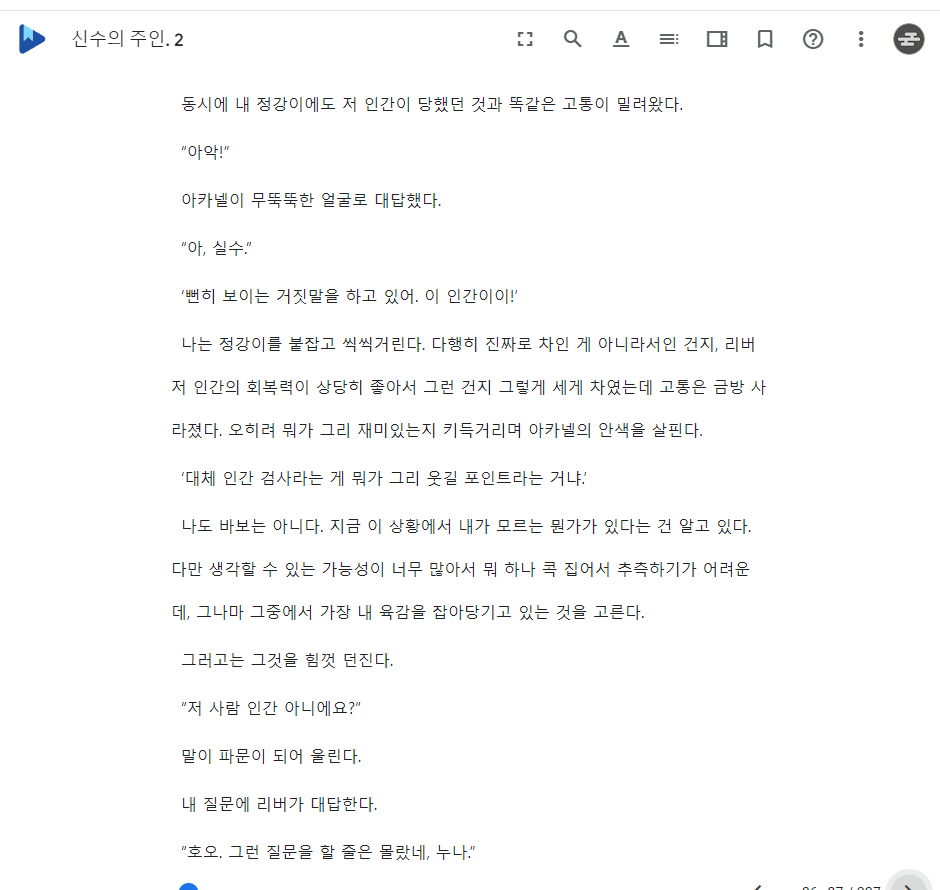 신수의 주인. 2
동시에 내 정강이에도 저 인간이 당했던 것과 똑같은 고통이 밀려왔다.
“아악!”
아카넬이 무뚝뚝한 얼굴로 대답했다.
“아, 실수.”
‘뻔히 보이는 거짓말을 하고 있어. 이 인간이이!’
나는 정강이를 붙잡고 씩씩거린다. 다행히 진짜로 차인 게 아니라서인 건지, 리버
저 인간의 회복력이 상당히 좋아서 그런 건지 그렇게 세게 차였는데 고통은 금방 사
라졌다. 오히려 뭐가 그리 재미있는지 키득거리며 아카넬의 안색을 살핀다.
‘대체 인간 검사라는 게 뭐가 그리 웃길 포인트라는 거냐.’
나도 바보는 아니다. 지금 이 상황에서 내가 모르는 뭔가가 있다는 건 알고 있다.
다만 생각할 수 있는 가능성이 너무 많아서 뭐 하나 콕 집어서 추측하기가 어려운
데, 그나마 그중에서 가장 내 육감을 잡아당기고 있는 것을 고른다.
그러고는 그것을 힘껏 던진다.
“저 사람 인간 아니에요?”
말이 파문이 되어 울린다.
내 질문에 리버가 대답한다.
“호오. 그런 질문을 할 줄은 몰랐네, 누나.”